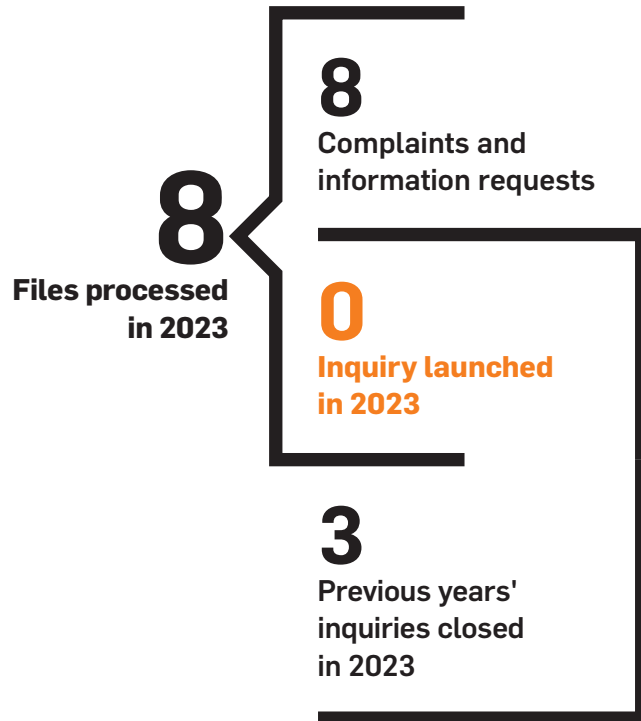 8
Files processed
in 2023
8
Complaints and
information requests
0
Inquiry launched
in 2023
3
Previous years'
inquiries closed
in 2023